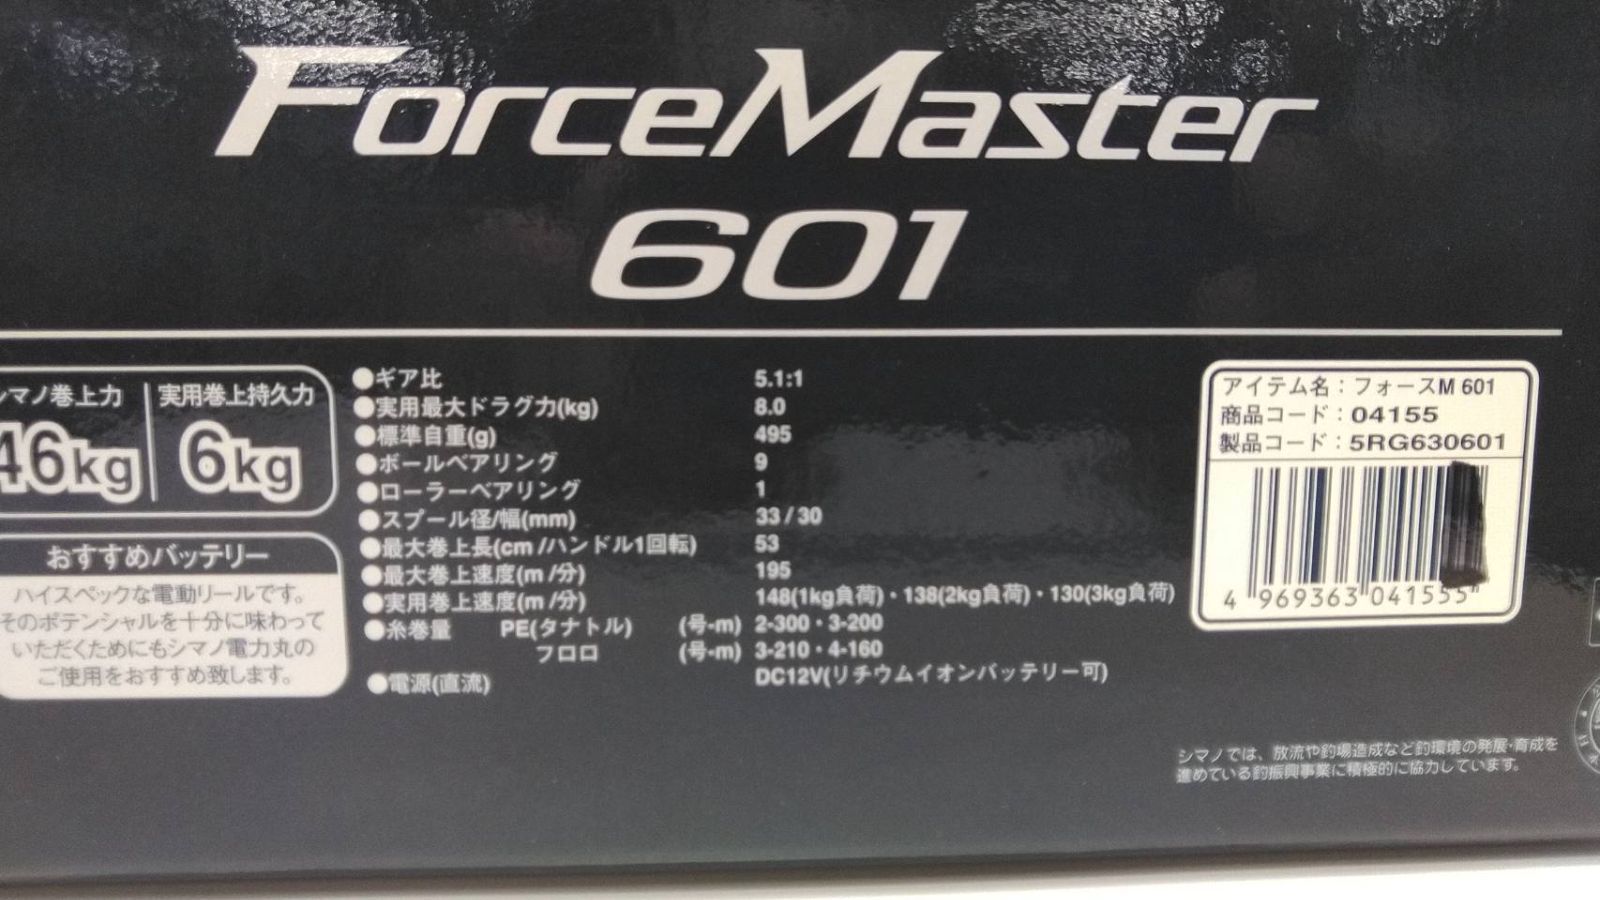 ForceMaster
601
シマノ巻上力 実用巻上持久力
46kg 6kg
おすすめバッテリー
ハイスペックな電動リールです。
そのポテンシャルを十分に味わって
いただくためにもシマノ電力丸の
ご使用をおすすめ致します。
●ギア比 5.1:1
●実用最大ドラグ力(kg) 8.0
●標準自重(g) 495
●ボールベアリング 9
●ローラーベアリング 1
●スプール径/幅(mm) 33/30
●最大巻上長(cm/ハンドル1回転) 53
●最大巻上速度(m/分) 195
●実用巻上速度(m/分) 148(1kg負荷)・138(2kg負荷)・130(3kg負荷)
●糸巻量 PE(タナトル) (号-m) 2-300・3-200
フロロ (号-m) 3-210・4-160
●電源(直流) DC12V(リチウムイオンバッテリー可)
アイテム名：フォースM 601
商品コード：04155
製品コード：5RG630601
4 969363 041555
シマノでは、放流や釣場造成など釣環境の発展・育成を
進めている釣振興事業に積極的に協力しています。